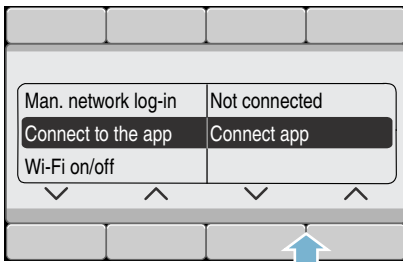 Man. network log-in Not connected
Connect to the app Connect app
Wi-Fi on/off